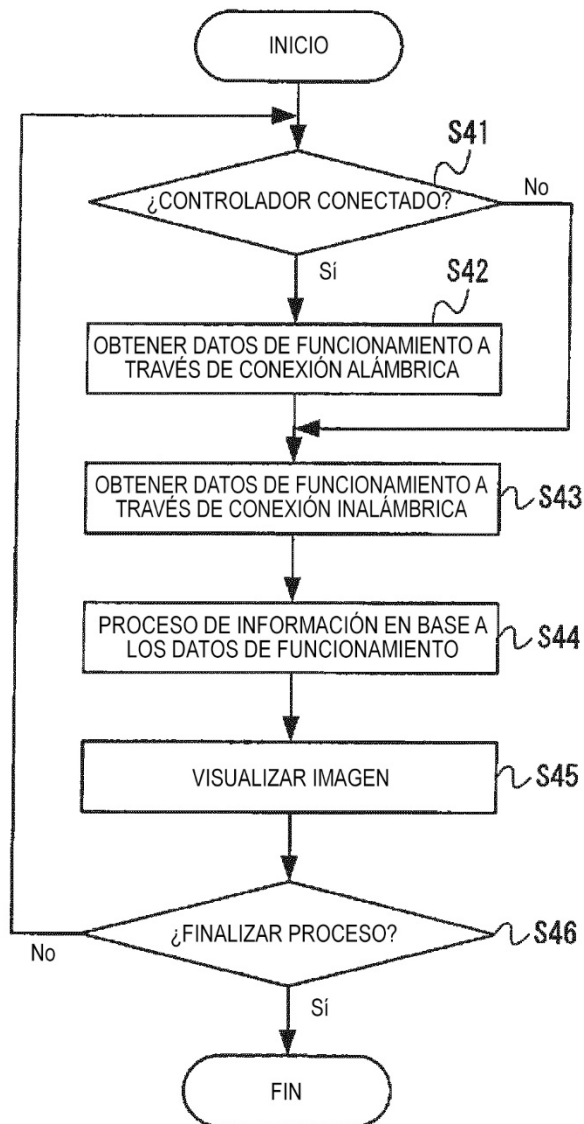 INICIO
S41
¿CONTROLADOR CONECTADO?
No
Sí
S42
OBTENER DATOS DE FUNCIONAMIENTO A
TRAVÉS DE CONEXIÓN ALÁMBRICA
OBTENER DATOS DE FUNCIONAMIENTO A
TRAVÉS DE CONEXIÓN INALÁMBRICA
S43
PROCESO DE INFORMACIÓN EN BASE A
LOS DATOS DE FUNCIONAMIENTO
S44
VISUALIZAR IMAGEN
S45
¿FINALIZAR PROCESO?
S46
No
Sí
FIN